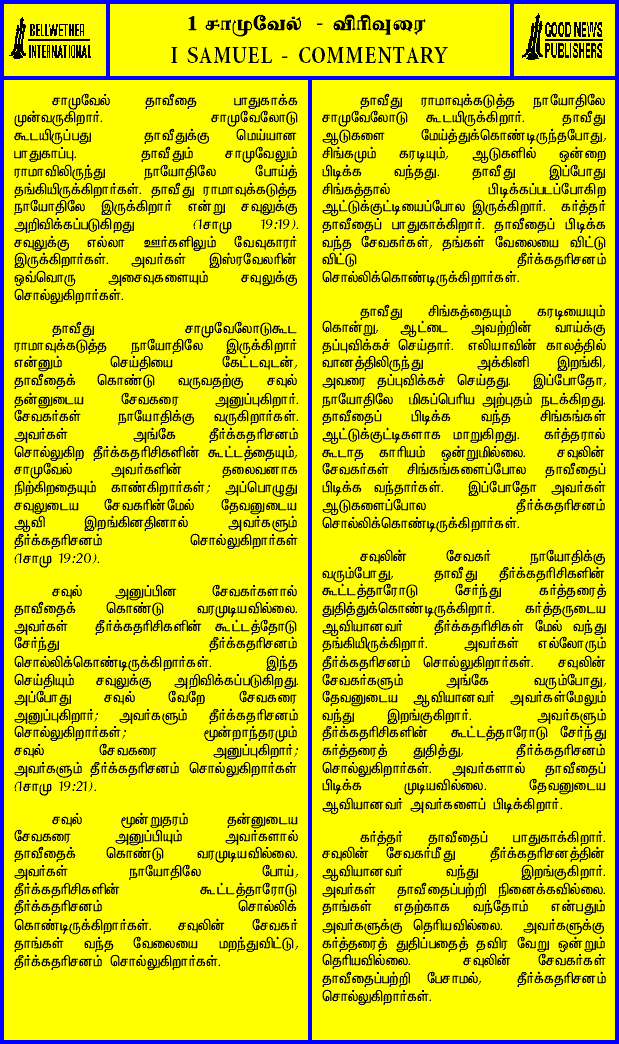 BELLWETHER
INTERNATIONAL
1 சாமுவேல் - விரிவுரை
I SAMUEL - COMMENTARY
GOOD NEWS
PUBLISHERS
சாமுவேல் தாவீதை பாதுகாக்க
முன்வருகிறார். சாமுவேலோடு
கூடயிருப்பது தாவீதுக்கு மெய்யான
பாதுகாப்பு. தாவீதும் சாமுவேலும்
ராமாவிலிருந்து நாயோதிலே போய்த்
தங்கியிருக்கிறார்கள். தாவீது ராமாவுக்கடுத்த
நாயோதிலே இருக்கிறார் என்று சவுலுக்கு
அறிவிக்கப்படுகிறது (1சாமு 19:19).
சவுலுக்கு எல்லா ஊர்களிலும் வேவுகாரர்
இருக்கிறார்கள். அவர்கள் இஸ்ரவேலரின்
ஒவ்வொரு அசைவுகளையும் சவுலுக்கு
சொல்லுகிறார்கள்.
தாவீது சாமுவேலோடுகூட
ராமாவுக்கடுத்த நாயோதிலே இருக்கிறார்
என்னும் செய்தியை கேட்டவுடன்,
தாவீதைக் கொண்டு வருவதற்கு சவுல்
தன்னுடைய சேவகரை அனுப்புகிறார்.
சேவகர்கள் நாயோதிக்கு வருகிறார்கள்.
அவர்கள் அங்கே தீர்க்கதரிசனம்
சொல்லுகிற தீர்க்கதரிசிகளின் கூட்டத்தையும்,
சாமுவேல் அவர்களின் தலைவனாக
நிற்கிறதையும் காண்கிறார்கள்; அப்பொழுது
சவுலுடைய சேவகரின்மேல் தேவனுடைய
ஆவி இறங்கினதினால் அவர்களும்
தீர்க்கதரிசனம் சொல்லுகிறார்கள்
(1சாமு 19:20).
சவுல் அனுப்பின சேவகர்களால்
தாவீதைக் கொண்டு வரமுடியவில்லை.
அவர்கள் தீர்க்கதரிசிகளின் கூட்டத்தோடு
சேர்ந்து தீர்க்கதரிசனம்
சொல்லிக்கொண்டிருக்கிறார்கள். இந்த
செய்தியும் சவுலுக்கு அறிவிக்கப்படுகிறது.
அப்போது சவுல் வேறே சேவகரை
அனுப்புகிறார்; அவர்களும் தீர்க்கதரிசனம்
சொல்லுகிறார்கள்; மூன்றாந்தரமும்
சவுல் சேவகரை அனுப்புகிறார்;
அவர்களும் தீர்க்கதரிசனம் சொல்லுகிறார்கள்
(1சாமு 19:21).
சவுல் மூன்றுதரம் தன்னுடைய
சேவகரை அனுப்பியும் அவர்களால்
தாவீதைக் கொண்டு வரமுடியவில்லை.
அவர்கள் நாயோதிலே போய்,
தீர்க்கதரிசிகளின் கூட்டத்தாரோடு
தீர்க்கதரிசனம் சொல்லிக்
கொண்டிருக்கிறார்கள். சவுலின் சேவகர்
தாங்கள் வந்த வேலையை மறந்துவிட்டு,
தீர்க்கதரிசனம் சொல்லுகிறார்கள்.
தாவீது ராமாவுக்கடுத்த நாயோதிலே
சாமுவேலோடு கூடயிருக்கிறார். தாவீது
ஆடுகளை மேய்த்துக்கொண்டிருந்தபோது,
சிங்கமும் கரடியும், ஆடுகளில் ஒன்றை
பிடிக்க வந்தது. தாவீது இப்போது
சிங்கத்தால் பிடிக்கப்படப்போகிற
ஆட்டுக்குட்டியைப்போல இருக்கிறார். கர்த்தர்
தாவீதைப் பாதுகாக்கிறார். தாவீதைப் பிடிக்க
வந்த சேவகர்கள், தங்கள் வேலையை விட்டு
விட்டு தீர்க்கதரிசனம்
சொல்லிக்கொண்டிருக்கிறார்கள்.
தாவீது சிங்கத்தையும் கரடியையும்
கொன்று, ஆட்டை அவற்றின் வாய்க்கு
தப்புவிக்கச் செய்தார். எலியாவின் காலத்தில்
வானத்திலிருந்து அக்கினி இறங்கி,
அவரை தப்புவிக்கச் செய்தது. இப்போதோ,
நாயோதிலே மிகப்பெரிய அற்புதம் நடக்கிறது.
தாவீதைப் பிடிக்க வந்த சிங்கங்கள்
ஆட்டுக்குட்டிகளாக மாறுகிறது. கர்த்தரால்
கூடாத காரியம் ஒன்றுமில்லை. சவுலின்
சேவகர்கள் சிங்கங்களைப்போல தாவீதைப்
பிடிக்க வந்தார்கள். இப்போதோ அவர்கள்
ஆடுகளைப்போல தீர்க்கதரிசனம்
சொல்லிக்கொண்டிருக்கிறார்கள்.
சவுலின் சேவகர் நாயோதிக்கு
வரும்போது, தாவீது தீர்க்கதரிசிகளின்
கூட்டத்தாரோடு சேர்ந்து கர்த்தரைத்
துதித்துக்கொண்டிருக்கிறார். கர்த்தருடைய
ஆவியானவர் தீர்க்கதரிசிகள் மேல் வந்து
தங்கியிருக்கிறார். அவர்கள் எல்லோரும்
தீர்க்கதரிசனம் சொல்லுகிறார்கள். சவுலின்
சேவகர்களும் அங்கே வரும்போது,
தேவனுடைய ஆவியானவர் அவர்கள்மேலும்
வந்து இறங்குகிறார். அவர்களும்
தீர்க்கதரிசிகளின் கூட்டத்தாரோடு சேர்ந்து
கர்த்தரைத் துதித்து, தீர்க்கதரிசனம்
சொல்லுகிறார்கள். அவர்களால் தாவீதைப்
பிடிக்க முடியவில்லை. தேவனுடைய
ஆவியானவர் அவர்களைப் பிடிக்கிறார்.
கர்த்தர் தாவீதைப் பாதுகாக்கிறார்.
சவுலின் சேவகர்மீது தீர்க்கதரிசனத்தின்
ஆவியானவர் வந்து இறங்குகிறார்.
அவர்கள் தாவீதைப்பற்றி நினைக்கவில்லை.
தாங்கள் எதற்காக வந்தோம் என்பதும்
அவர்களுக்கு தெரியவில்லை. அவர்களுக்கு
கர்த்தரைத் துதிப்பதைத் தவிர வேறு ஒன்றும்
தெரியவில்லை. சவுலின் சேவகர்கள்
தாவீதைப்பற்றி பேசாமல், தீர்க்கதரிசனம்
சொல்லுகிறார்கள்.